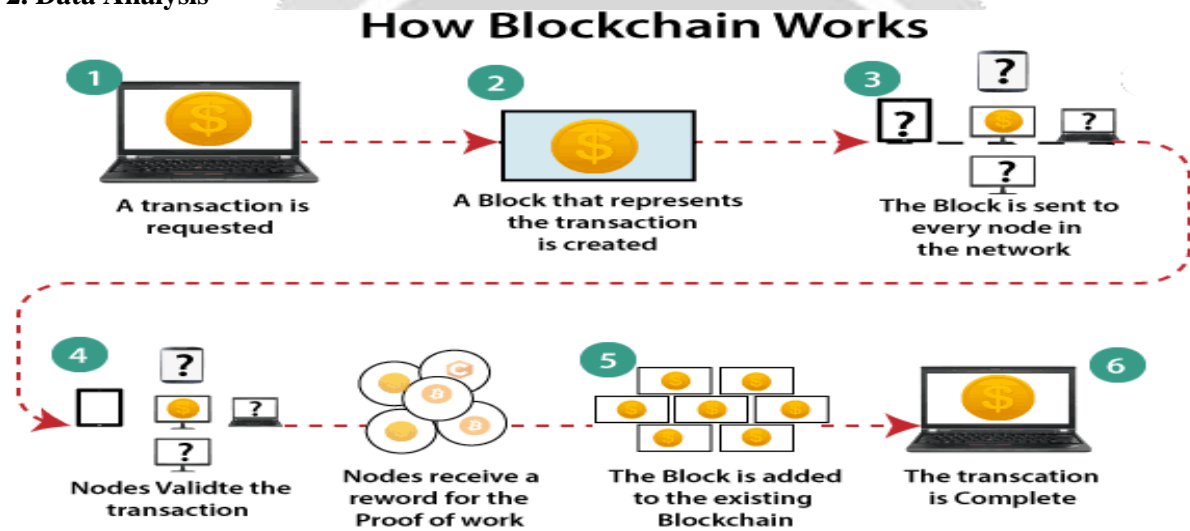 2. Data Analysis
How Blockchain Works
1
2
3
?
?
?
?
$
$
A transaction is
requested
A Block that represents
the transaction
is created
The Block is sent to
every node in
the network
4
5
6
?
?
?
$
Nodes Validte the
transaction
Nodes receive a
reword for the
Proof of work
The Block is added
to the existing
Blockchain
The transcation
is Complete